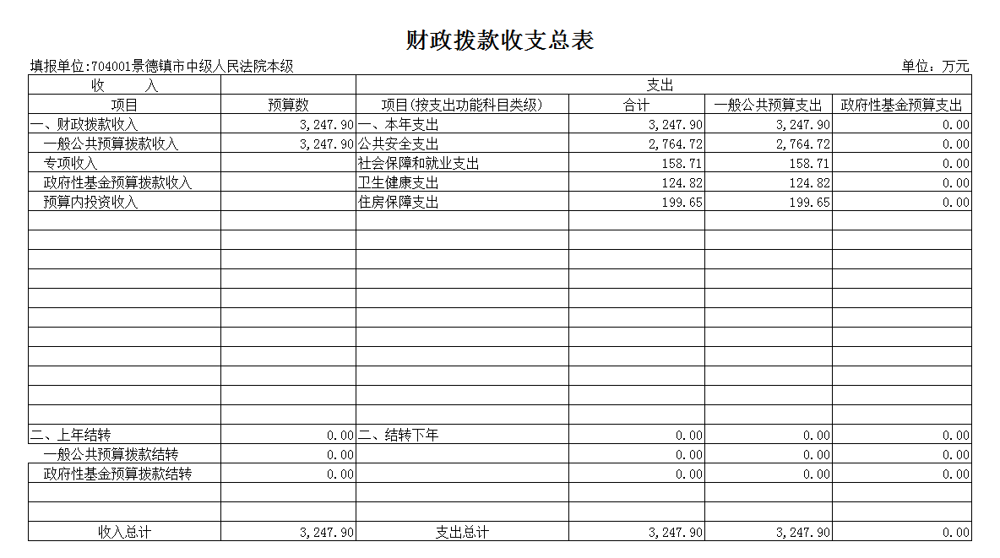 财政拨款收支总表
填报单位:704001景德镇市中级人民法院本级 单位：万元
收 入 支出
项目 预算数 项目(按支出功能科目类级) 合计 一般公共预算支出 政府性基金预算支出
一、财政拨款收入 3,247.90 一、本年支出 3,247.90 3,247.90 0.00
一般公共预算拨款收入 3,247.90 公共安全支出 2,764.72 2,764.72 0.00
专项收入 社会保障和就业支出 158.71 158.71 0.00
政府性基金预算拨款收入 卫生健康支出 124.82 124.82 0.00
预算内投资收入 住房保障支出 199.65 199.65 0.00
二、上年结转 0.00 二、结转下年 0.00 0.00 0.00
一般公共预算拨款结转 0.00 0.00 0.00 0.00
政府性基金预算拨款结转 0.00 0.00 0.00 0.00
收入总计 3,247.90 支出总计 3,247.90 3,247.90 0.00